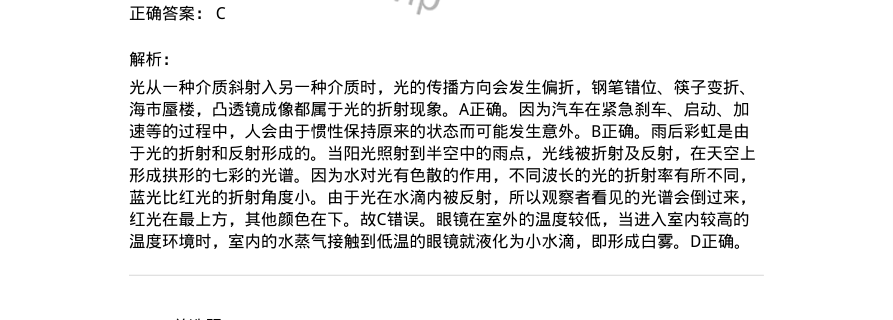 正确答案： C
解析：
光从一种介质斜射入另一种介质时，光的传播方向会发生偏折，钢笔错位、筷子变折、
海市蜃楼，凸透镜成像都属于光的折射现象。A正确。因为汽车在紧急刹车、启动、加
速等的过程中，人会由于惯性保持原来的状态而可能发生意外。B正确。雨后彩虹是由
于光的折射和反射形成的。当阳光照射到半空中的雨点，光线被折射及反射，在天空上
形成拱形的七彩的光谱。因为水对光有色散的作用，不同波长的光的折射率有所不同，
蓝光比红光的折射角度小。由于光在水滴内被反射，所以观察者看见的光谱会倒过来，
红光在最上方，其他颜色在下。故C错误。眼镜在室外的温度较低，当进入室内较高的
温度环境时，室内的水蒸气接触到低温的眼镜就液化为小水滴，即形成白雾。D正确。